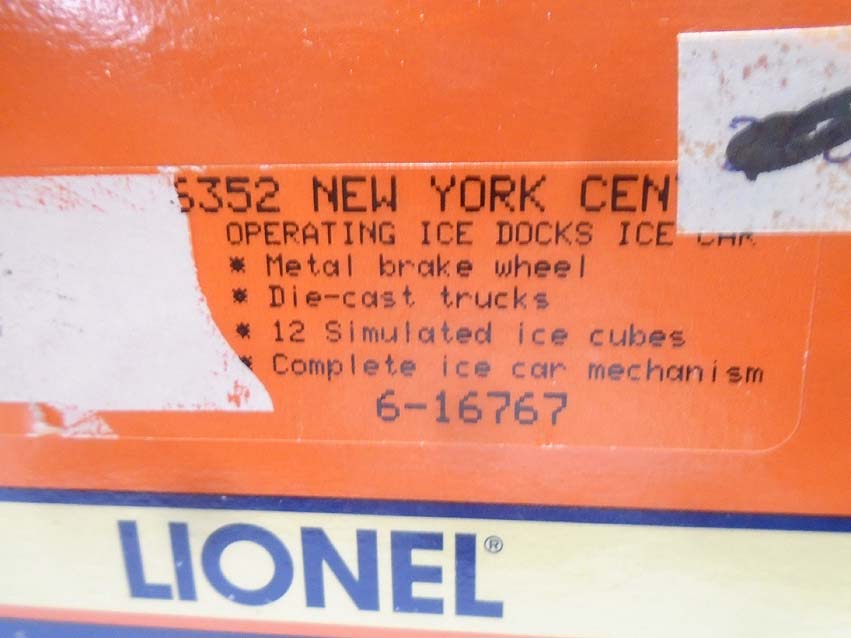 6352 NEW YORK CEN
OPERATING ICE DOCKS ICE CAR
* Metal brake wheel
* Die-cast trucks
* 12 Simulated ice cubes
* Complete ice car mechanism
6-16767
LIONEL®